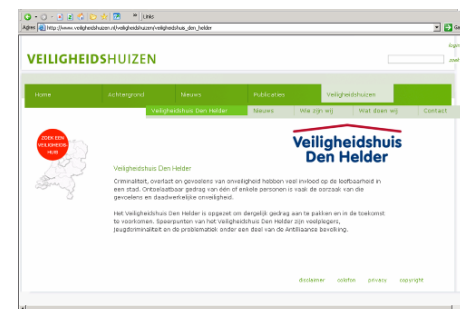 Links
Adres http://www.veiligheidshuizen.nl/veiligheidshuizen/veiligheidshuis_den_helder
login
VEILIGHEIDSHUIZEN
zoek
Home Achtergrond Nieuws Publicaties Veiligheidshuizen
Veiligheidshuis Den Helder Nieuws Wie zijn wij Wat doen wij Contact
ZOEK EEN
VEILIGHEIDS-
HUIS
Veiligheidshuis
Den Helder
Veiligheidshuis Den Helder
Criminaliteit, overlast en gevoelens van onveiligheid hebben veel invloed op de leefbaarheid in
een stad. Ontoelaatbaar gedrag van één of enkele personen is vaak de oorzaak van die
gevoelens en daadwerkelijke onveiligheid.
Het Veiligheidshuis Den Helder is opgezet om dergelijk gedrag aan te pakken en in de toekomst
te voorkomen. Speerpunten van het Veiligheidshuis Den Helder zijn veelplegers,
jeugdcriminaliteit en de problematiek onder een deel van de Antilliaanse bevolking.
disclaimer colofon privacy copyright